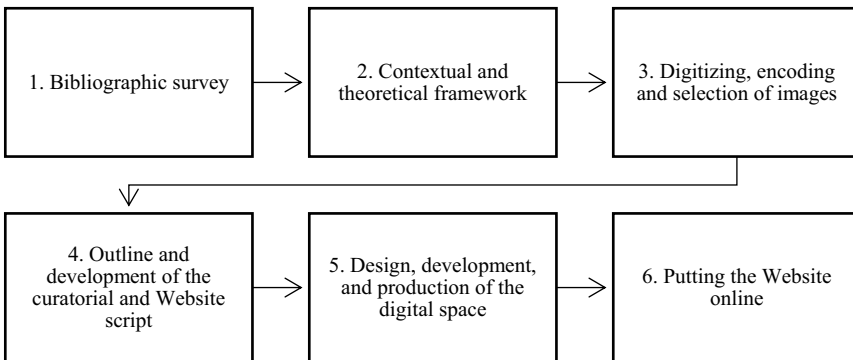 1. Bibliographic survey
2. Contextual and
theoretical framework
3. Digitizing, encoding
and selection of images
4. Outline and
development of the
curatorial and Website
script
5. Design, development,
and production of the
digital space
6. Putting the Website
online